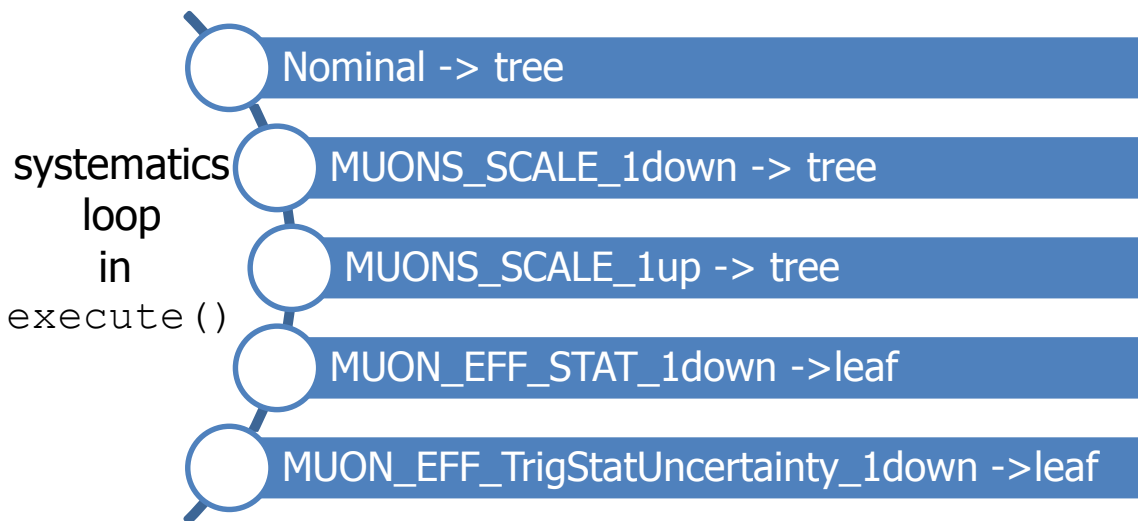 systematics
loop
in
execute()
Nominal -> tree
MUONS_SCALE_1down -> tree
MUONS_SCALE_1up -> tree
MUON_EFF_STAT_1down ->leaf
MUON_EFF_TrigStatUncertainty_1down ->leaf